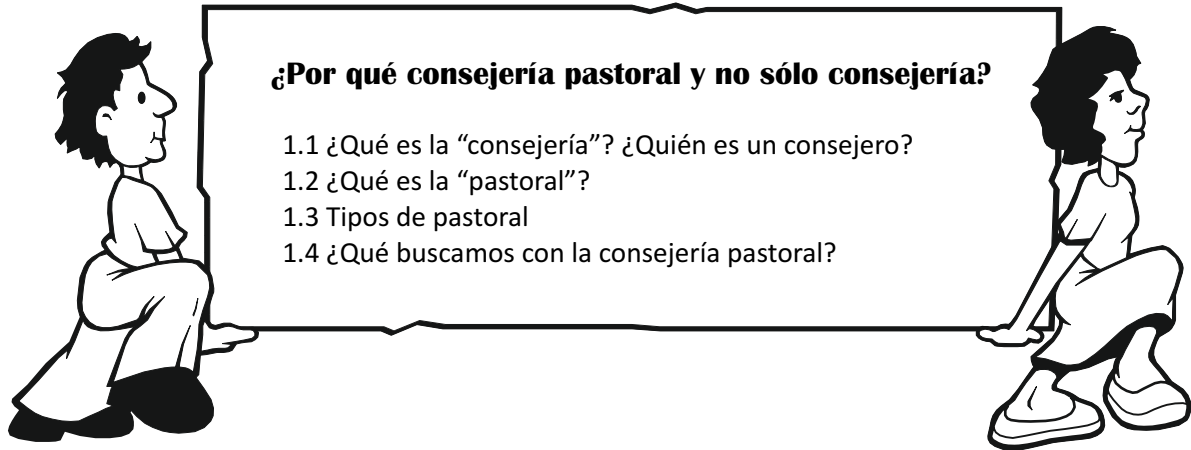 ¿Por qué consejería pastoral y no sólo consejería?
1.1 ¿Qué es la “consejería”? ¿Quién es un consejero?
1.2 ¿Qué es la “pastoral”?
1.3 Tipos de pastoral
1.4 ¿Qué buscamos con la consejería pastoral?